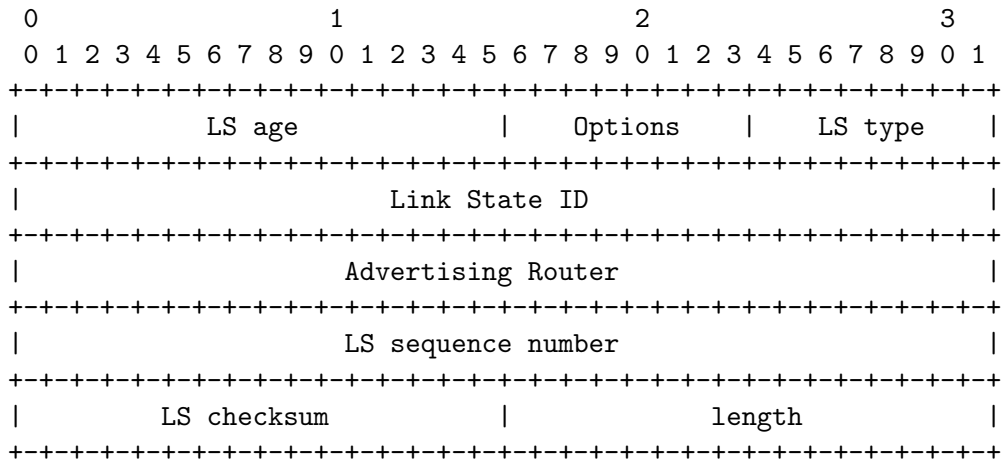 0                   1                   2                   3
 0 1 2 3 4 5 6 7 8 9 0 1 2 3 4 5 6 7 8 9 0 1 2 3 4 5 6 7 8 9 0 1
+-+-+-+-+-+-+-+-+-+-+-+-+-+-+-+-+-+-+-+-+-+-+-+-+-+-+-+-+-+-+-+-+
|            LS age             |    Options    |    LS type    |
+-+-+-+-+-+-+-+-+-+-+-+-+-+-+-+-+-+-+-+-+-+-+-+-+-+-+-+-+-+-+-+-+
|                        Link State ID                          |
+-+-+-+-+-+-+-+-+-+-+-+-+-+-+-+-+-+-+-+-+-+-+-+-+-+-+-+-+-+-+-+-+
|                     Advertising Router                        |
+-+-+-+-+-+-+-+-+-+-+-+-+-+-+-+-+-+-+-+-+-+-+-+-+-+-+-+-+-+-+-+-+
|                     LS sequence number                        |
+-+-+-+-+-+-+-+-+-+-+-+-+-+-+-+-+-+-+-+-+-+-+-+-+-+-+-+-+-+-+-+-+
|         LS checksum           |             length            |
+-+-+-+-+-+-+-+-+-+-+-+-+-+-+-+-+-+-+-+-+-+-+-+-+-+-+-+-+-+-+-+-+